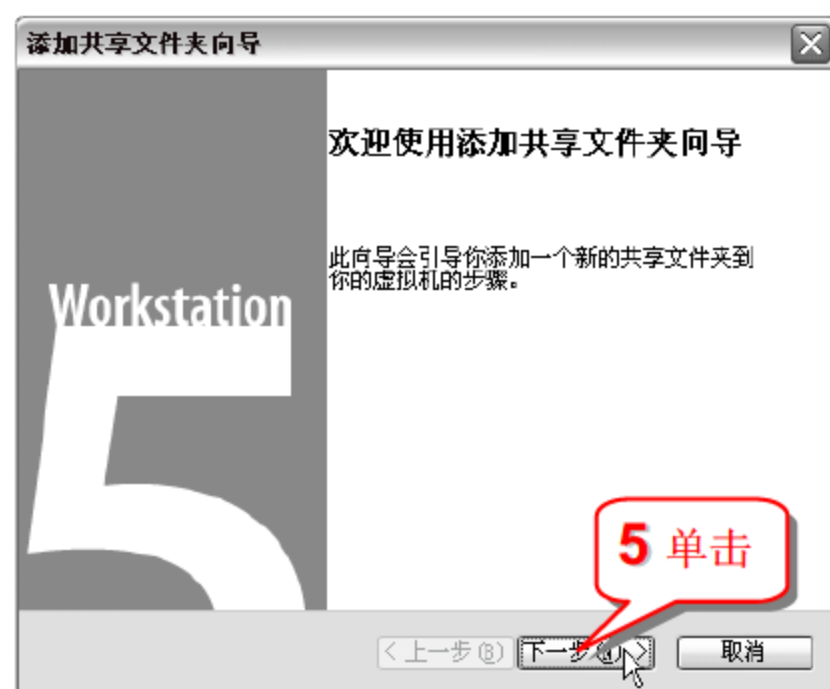 添加共享文件夹向导
欢迎使用添加共享文件夹向导
此向导会引导你添加一个新的共享文件夹到
你的虚拟机的步骤。
Workstation
5
5 单击
< 上一步(B) 下一步 > 取消